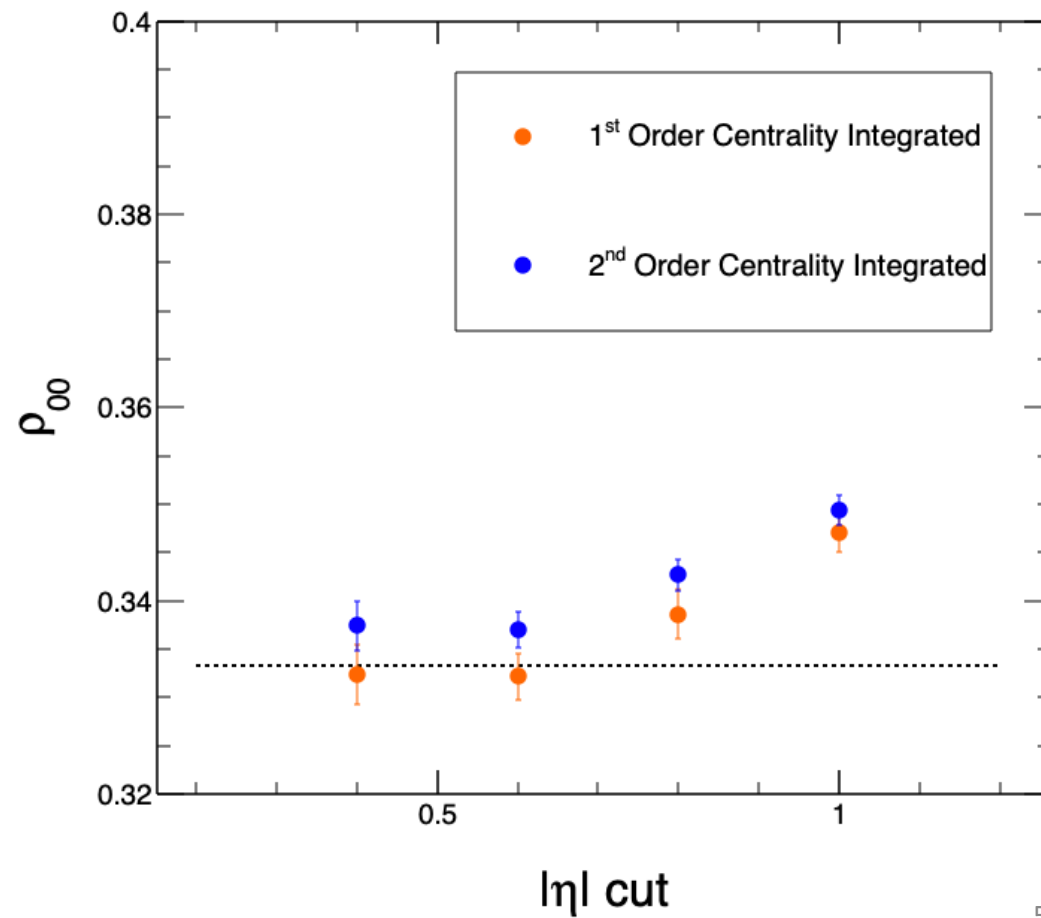 0.4
1st Order Centrality Integrated
0.38
2nd Order Centrality Integrated
0.36
ρ00
0.34
0.32
0.5
1
|η| cut